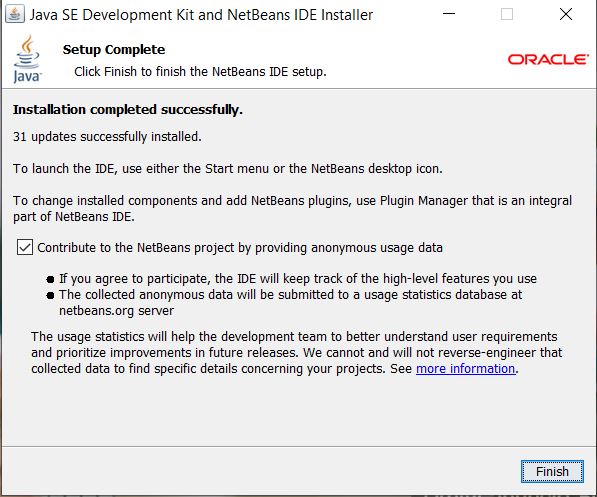 Java SE Development Kit and NetBeans IDE Installer
Setup Complete
Click Finish to finish the NetBeans IDE setup.
Java
ORACLE
Installation completed successfully.
31 updates successfully installed.
To launch the IDE, use either the Start menu or the NetBeans desktop icon.
To change installed components and add NetBeans plugins, use Plugin Manager that is an integral
part of NetBeans IDE.
Contribute to the NetBeans project by providing anonymous usage data
If you agree to participate, the IDE will keep track of the high-level features you use
The collected anonymous data will be submitted to a usage statistics database at
netbeans.org server
The usage statistics will help the development team to better understand user requirements
and prioritize improvements in future releases. We cannot and will not reverse-engineer that
collected data to find specific details concerning your projects. See more information.
Finish